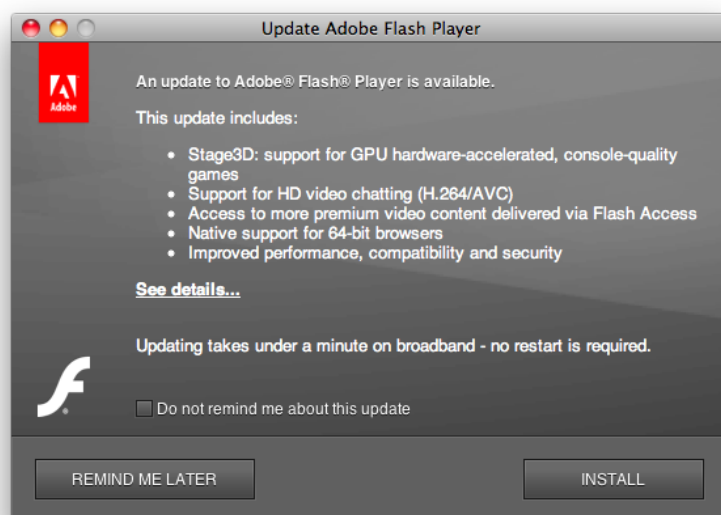 Update Adobe Flash Player
Adobe
An update to Adobe® Flash® Player is available.
This update includes:
• Stage3D: support for GPU hardware-accelerated, console-quality
games
• Support for HD video chatting (H.264/AVC)
• Access to more premium video content delivered via Flash Access
• Native support for 64-bit browsers
• Improved performance, compatibility and security
See details...
Updating takes under a minute on broadband - no restart is required.
Do not remind me about this update
REMIND ME LATER
INSTALL